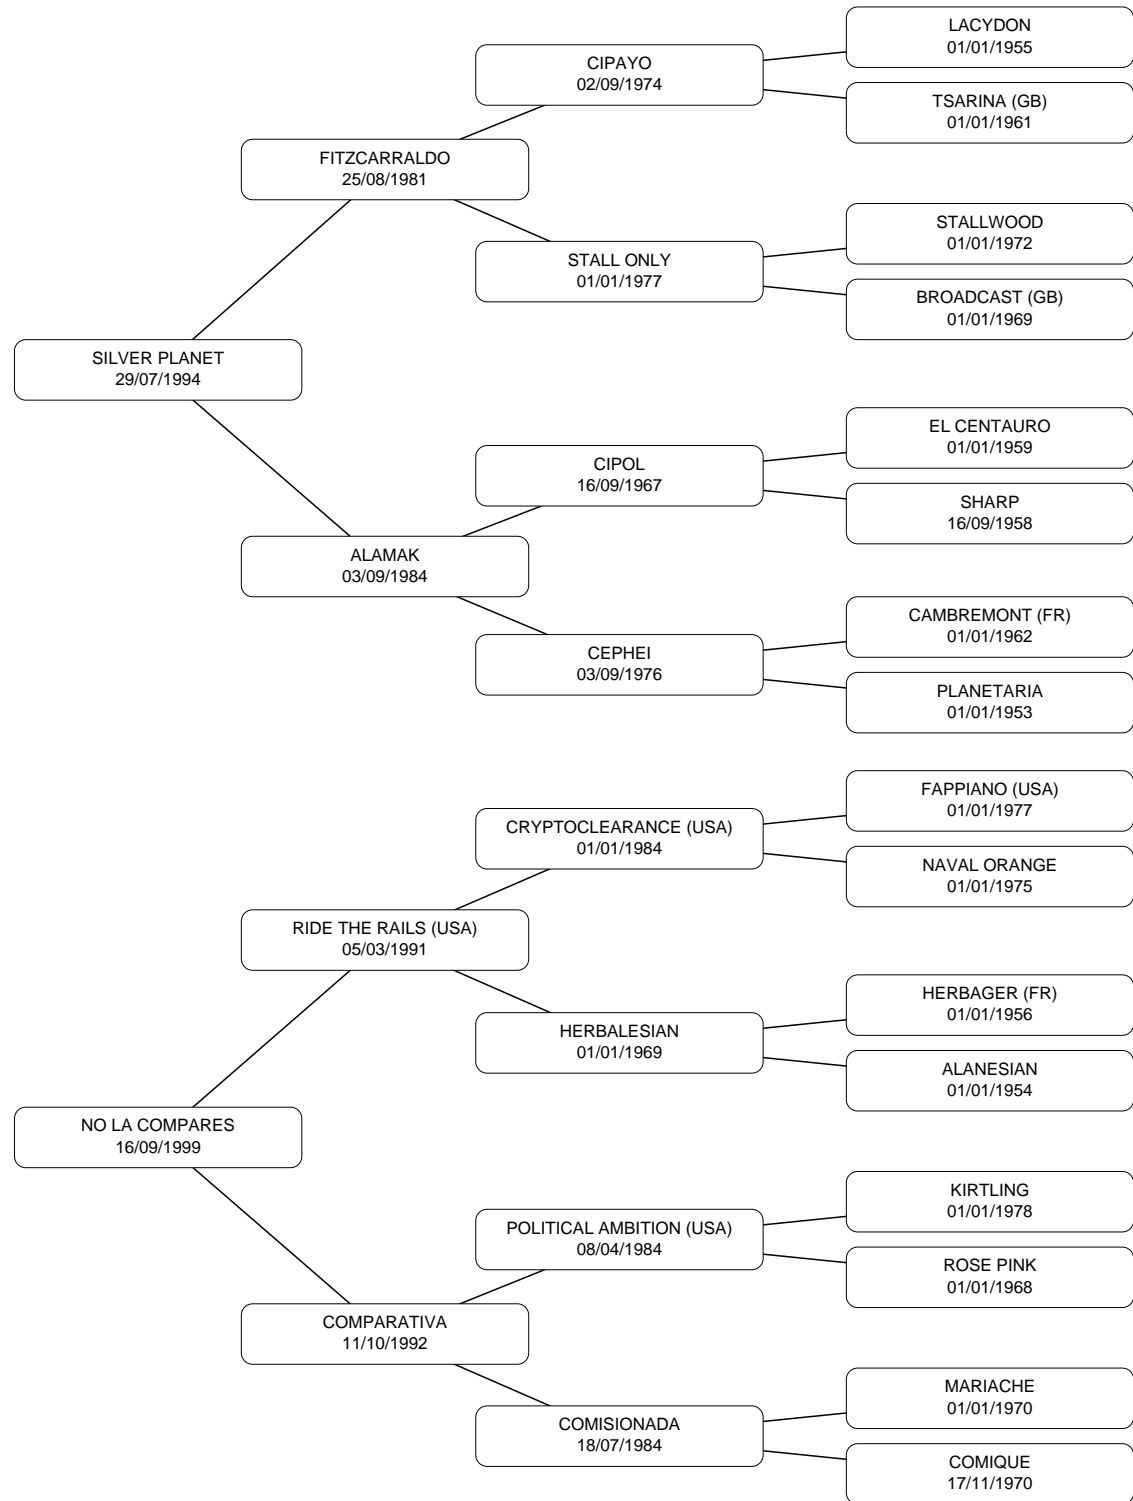 LACYDON
01/01/1955
CIPAYO
02/09/1974
TSARINA (GB)
01/01/1961
FITZCARRALDO
25/08/1981
STALLWOOD
01/01/1972
STALL ONLY
01/01/1977
BROADCAST (GB)
01/01/1969
SILVER PLANET
29/07/1994
EL CENTAURO
01/01/1959
CIPOL
16/09/1967
SHARP
16/09/1958
ALAMAK
03/09/1984
CAMBREMONT (FR)
01/01/1962
CEPHEI
03/09/1976
PLANETARIA
01/01/1953
FAPPIANO (USA)
01/01/1977
CRYPTOCLEARANCE (USA)
01/01/1984
NAVAL ORANGE
01/01/1975
RIDE THE RAILS (USA)
05/03/1991
HERBAGER (FR)
01/01/1956
HERBALESIAN
01/01/1969
ALANESIAN
01/01/1954
NO LA COMPARES
16/09/1999
KIRTLING
01/01/1978
POLITICAL AMBITION (USA)
08/04/1984
ROSE PINK
01/01/1968
COMPARATIVA
11/10/1992
MARIACHE
01/01/1970
COMISIONADA
18/07/1984
COMIQUE
17/11/1970